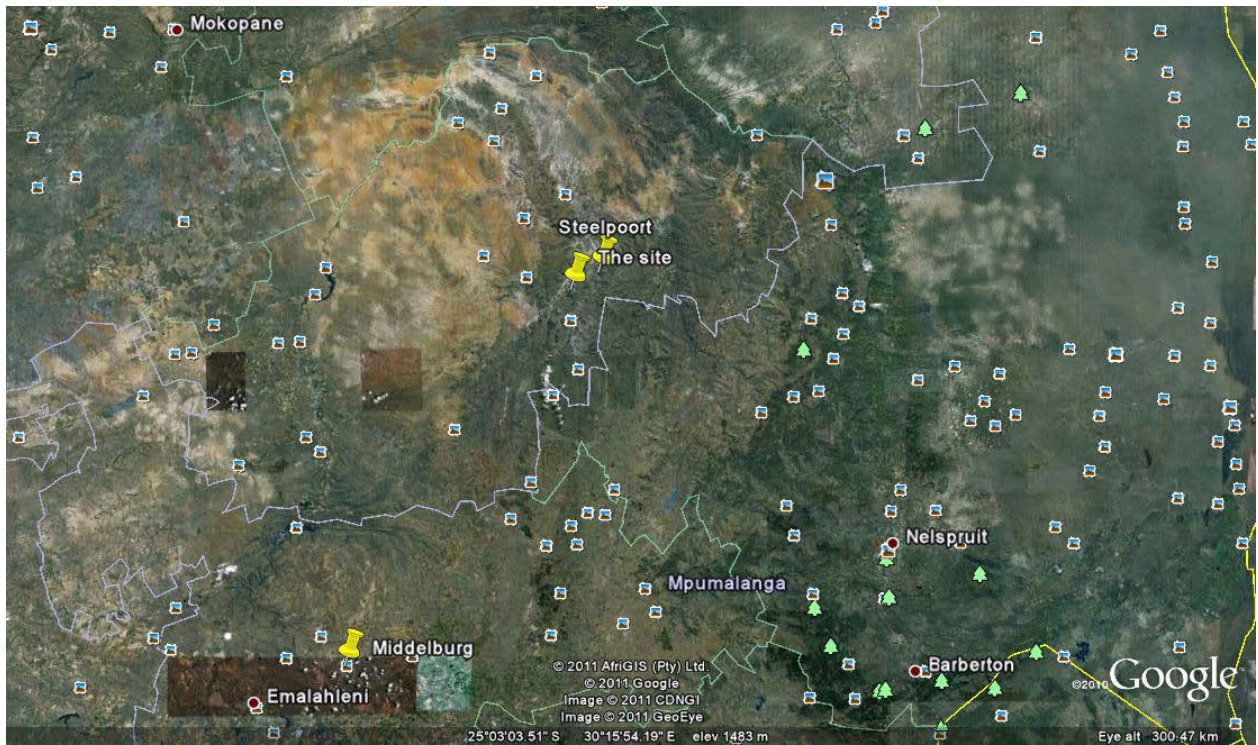 Mokopane
Steelpoort
The site
Nelspruit
Mpumalanga
Middelburg
Barberton
Emalahleni
© 2011 AfriGIS (Pty) Ltd.
© 2011 Google
Image © 2011 CDNGI
Image © 2011 GeoEye
©2010 Google
25°03'03.51" S 30°15'54.19" E elev 1483 m
Eye alt 300.47 km